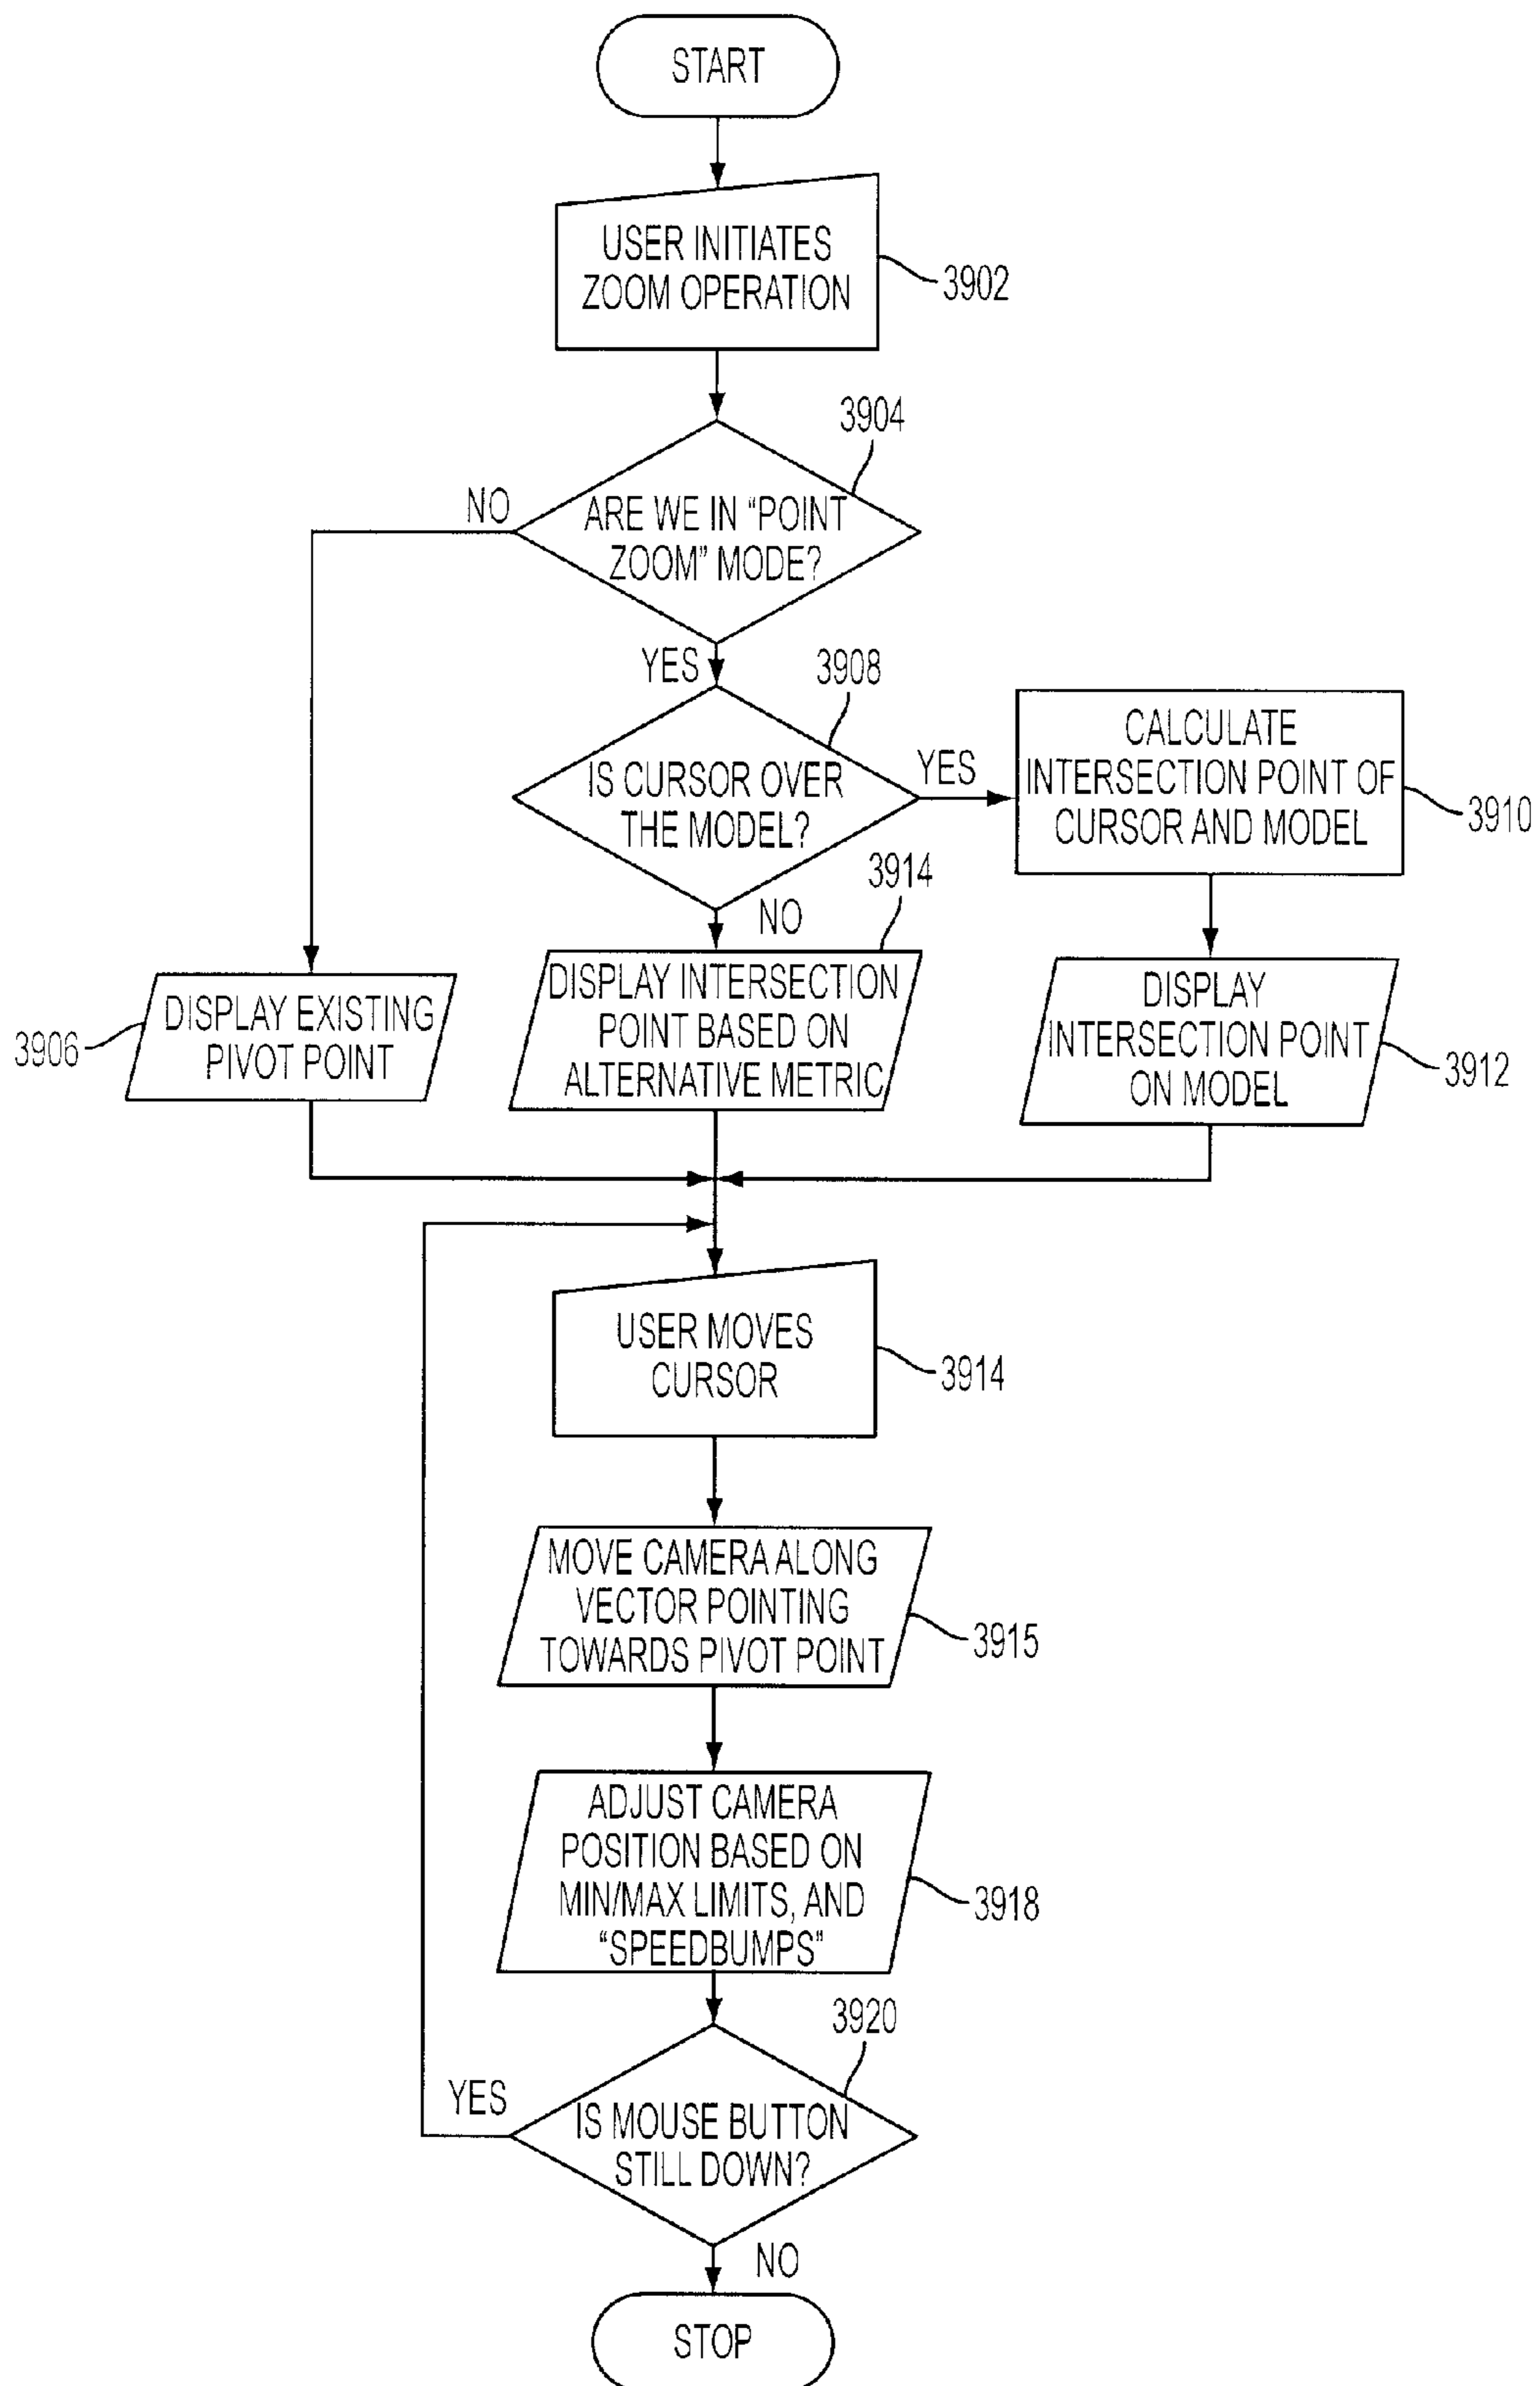 START
USER INITIATES
ZOOM OPERATION
3902
3904
NO
ARE WE IN “POINT
ZOOM” MODE?
YES
3908
IS CURSOR OVER
THE MODEL?
YES
CALCULATE
INTERSECTION POINT OF
CURSOR AND MODEL
3910
3914
NO
DISPLAY EXISTING
PIVOT POINT
3906
DISPLAY INTERSECTION
POINT BASED ON
ALTERNATIVE METRIC
DISPLAY
INTERSECTION POINT
ON MODEL
3912
USER MOVES
CURSOR
3914
MOVE CAMERA ALONG
VECTOR POINTING
TOWARDS PIVOT POINT
3915
ADJUST CAMERA
POSITION BASED ON
MIN/MAX LIMITS, AND
“SPEEDBUMPS”
3918
3920
YES
IS MOUSE BUTTON
STILL DOWN?
NO
STOP